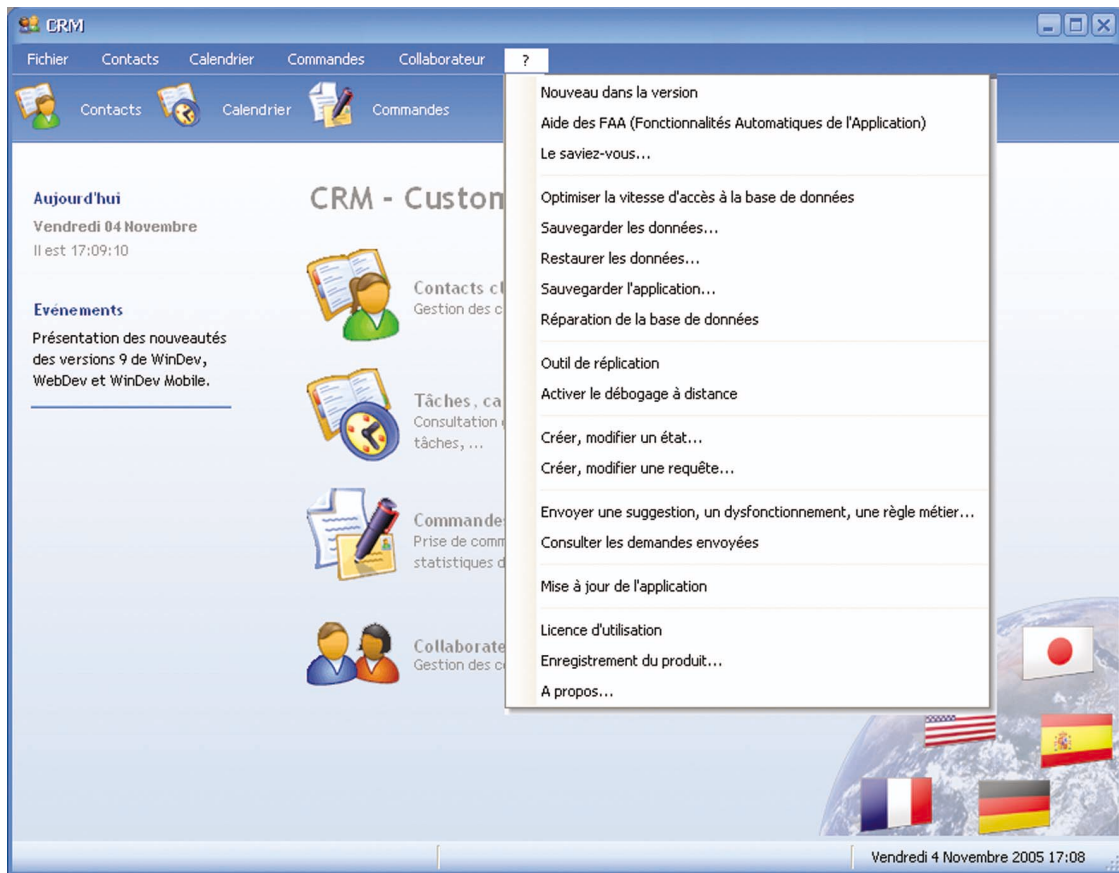 CRM
Fichier Contacts Calendrier Commandes Collaborateur ?
Contacts Calendrier Commandes
Nouveau dans la version
Aide des FAA (Fonctionnalités Automatiques de l'Application)
Le saviez-vous...
Optimiser la vitesse d'accès à la base de données
Sauvegarder les données...
Restaurer les données...
Sauvegarder l'application...
Réparation de la base de données
Outil de réplication
Activer le débogage à distance
Créer, modifier un état...
Créer, modifier une requête...
Envoyer une suggestion, un dysfonctionnement, une règle métier...
Consulter les demandes envoyées
Mise à jour de l'application
Licence d'utilisation
Enregistrement du produit...
A propos...
Aujourd'hui
Vendredi 04 Novembre
Il est 17:09:10
Evénements
Présentation des nouveautés
des versions 9 de WinDev,
WebDev et WinDev Mobile.
CRM - Custom
Contacts cl
Gestion des c
Tâches, ca
Consultation
tâches, ...
Commande
Prise de comm
statistiques d
Collaborate
Gestion des c
Vendredi 4 Novembre 2005 17:08